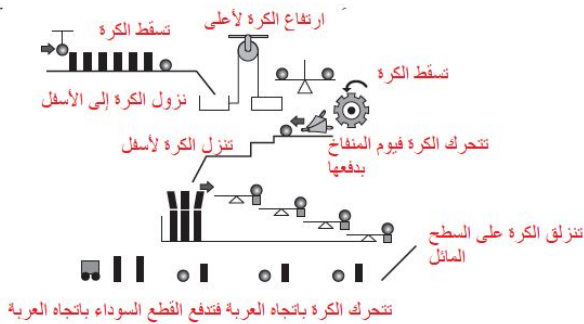 ارتفاع الكرة لأعلى
تسقط الكرة
تسقط الكرة
نزول الكرة إلى الأسفل
تتحرك الكرة فيوم المنفاخ
بدفعها
تنزل الكرة لأسفل
تنزلق الكرة على السطح
المائل
تتحرك الكرة باتجاه العربة فتدفع القطع السوداء باتجاه العربة